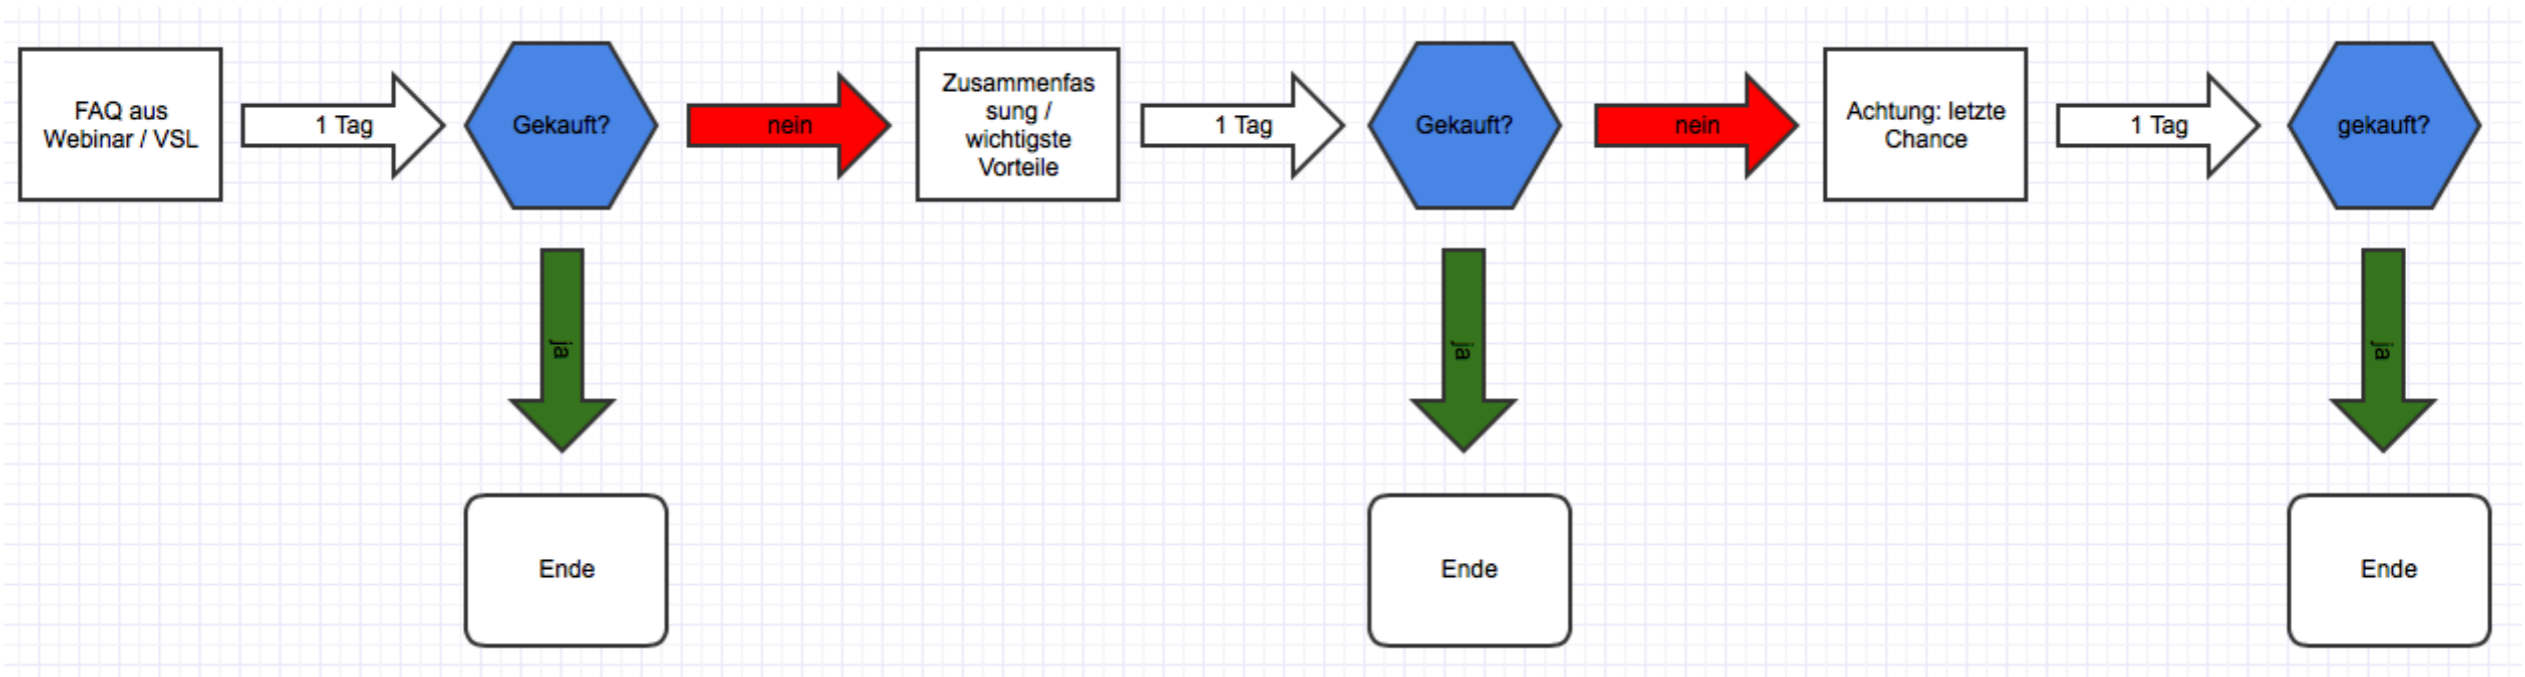 FAQ aus
Webinar / VSL
1 Tag
Gekauft?
nein
Zusammenfas
sung /
wichtigste
Vorteile
1 Tag
Gekauft?
nein
Achtung: letzte
Chance
1 Tag
gekauft?
ja
ja
ja
Ende
Ende
Ende